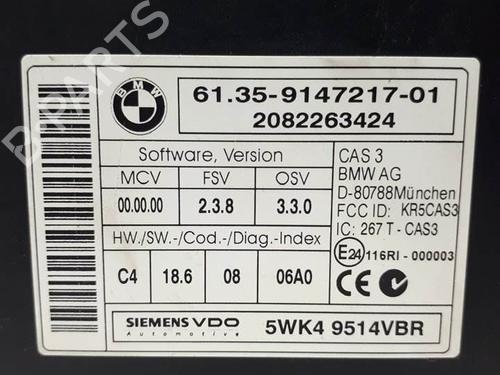 BMW
61.35-9147217-01
2082263424
Software, Version
MCV FSV OSV
00.00.00 2.3.8 3.3.0
HW./SW.-/Cod.-/Diag.-Index
C4 18.6 08 06A0
CAS 3
BMW AG
D-80788München
FCC ID: KR5CAS3
IC: 267 T - CAS3
E24 116RI - 000003
CE
SIEMENS VDO
Automotive
5WK4 9514VBR
B-PARTS